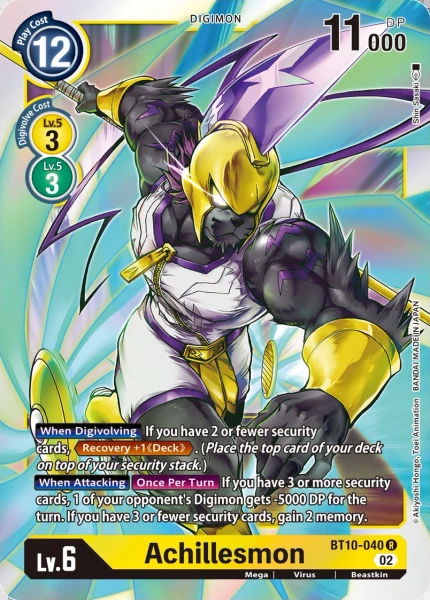 Play Cost
12
DIGIMON
DP
11000
Digivolve Cost
Lv.5
3
Lv.5
3
Shin Sasaki
When Digivolving If you have 2 or fewer security
cards, Recovery +1《Deck》. (Place the top card of your deck
on top of your security stack.)
When Attacking Once Per Turn If you have 3 or more security
cards, 1 of your opponent's Digimon gets -5000 DP for the
turn. If you have 3 or fewer security cards, gain 2 memory.
© Akiyoshi Hongo, Toei Animation BANDAI MADE IN JAPAN
Lv.6
Achillesmon
BT10-040 R
02
Mega | Virus | Beastkin